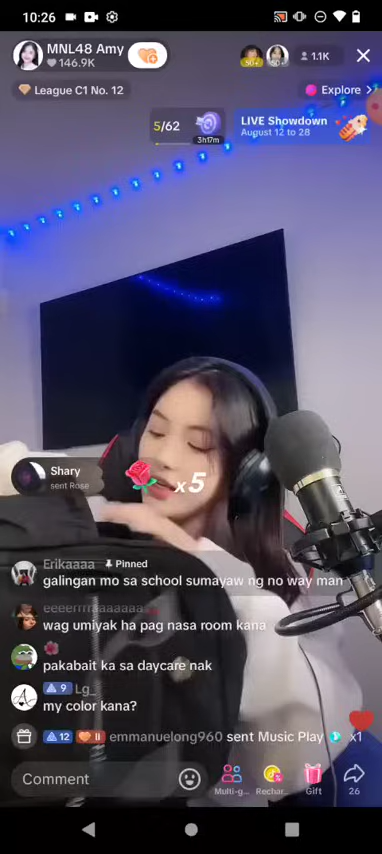 10:26
MNL48 Amy
146.9K
50+
50+
1.1K
League C1 No. 12
Explore
5/62
3h17m
LIVE Showdown
August 12 to 28
Shary
sent Rose
x5
Erikaaaa Pinned
galingan mo sa school sumayaw ng no way man
wag umiyak ha pag nasa room kana
pakabait ka sa daycare nak
9 Lg_
my color kana?
12 II emmanuelong960 sent Music Play x1
Comment
Multi-g...
Rechar...
Gift
26